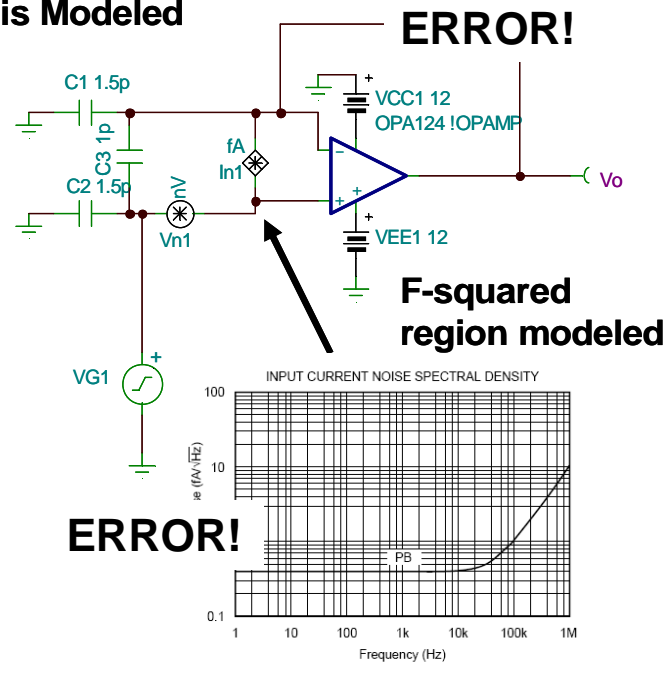 is Modeled
ERROR!
C1 1.5p
VCC1 12
OPA124 !OPAMP
C3 1p
fA
In1
C2 1.5p
nV
Vn1
Vo
VEE1 12
F-squared
region modeled
VG1
INPUT CURRENT NOISE SPECTRAL DENSITY
100
10
(fA/√Hz)
ERROR!
PB
0.1
1 10 100 1k 10k 100k 1M
Frequency (Hz)